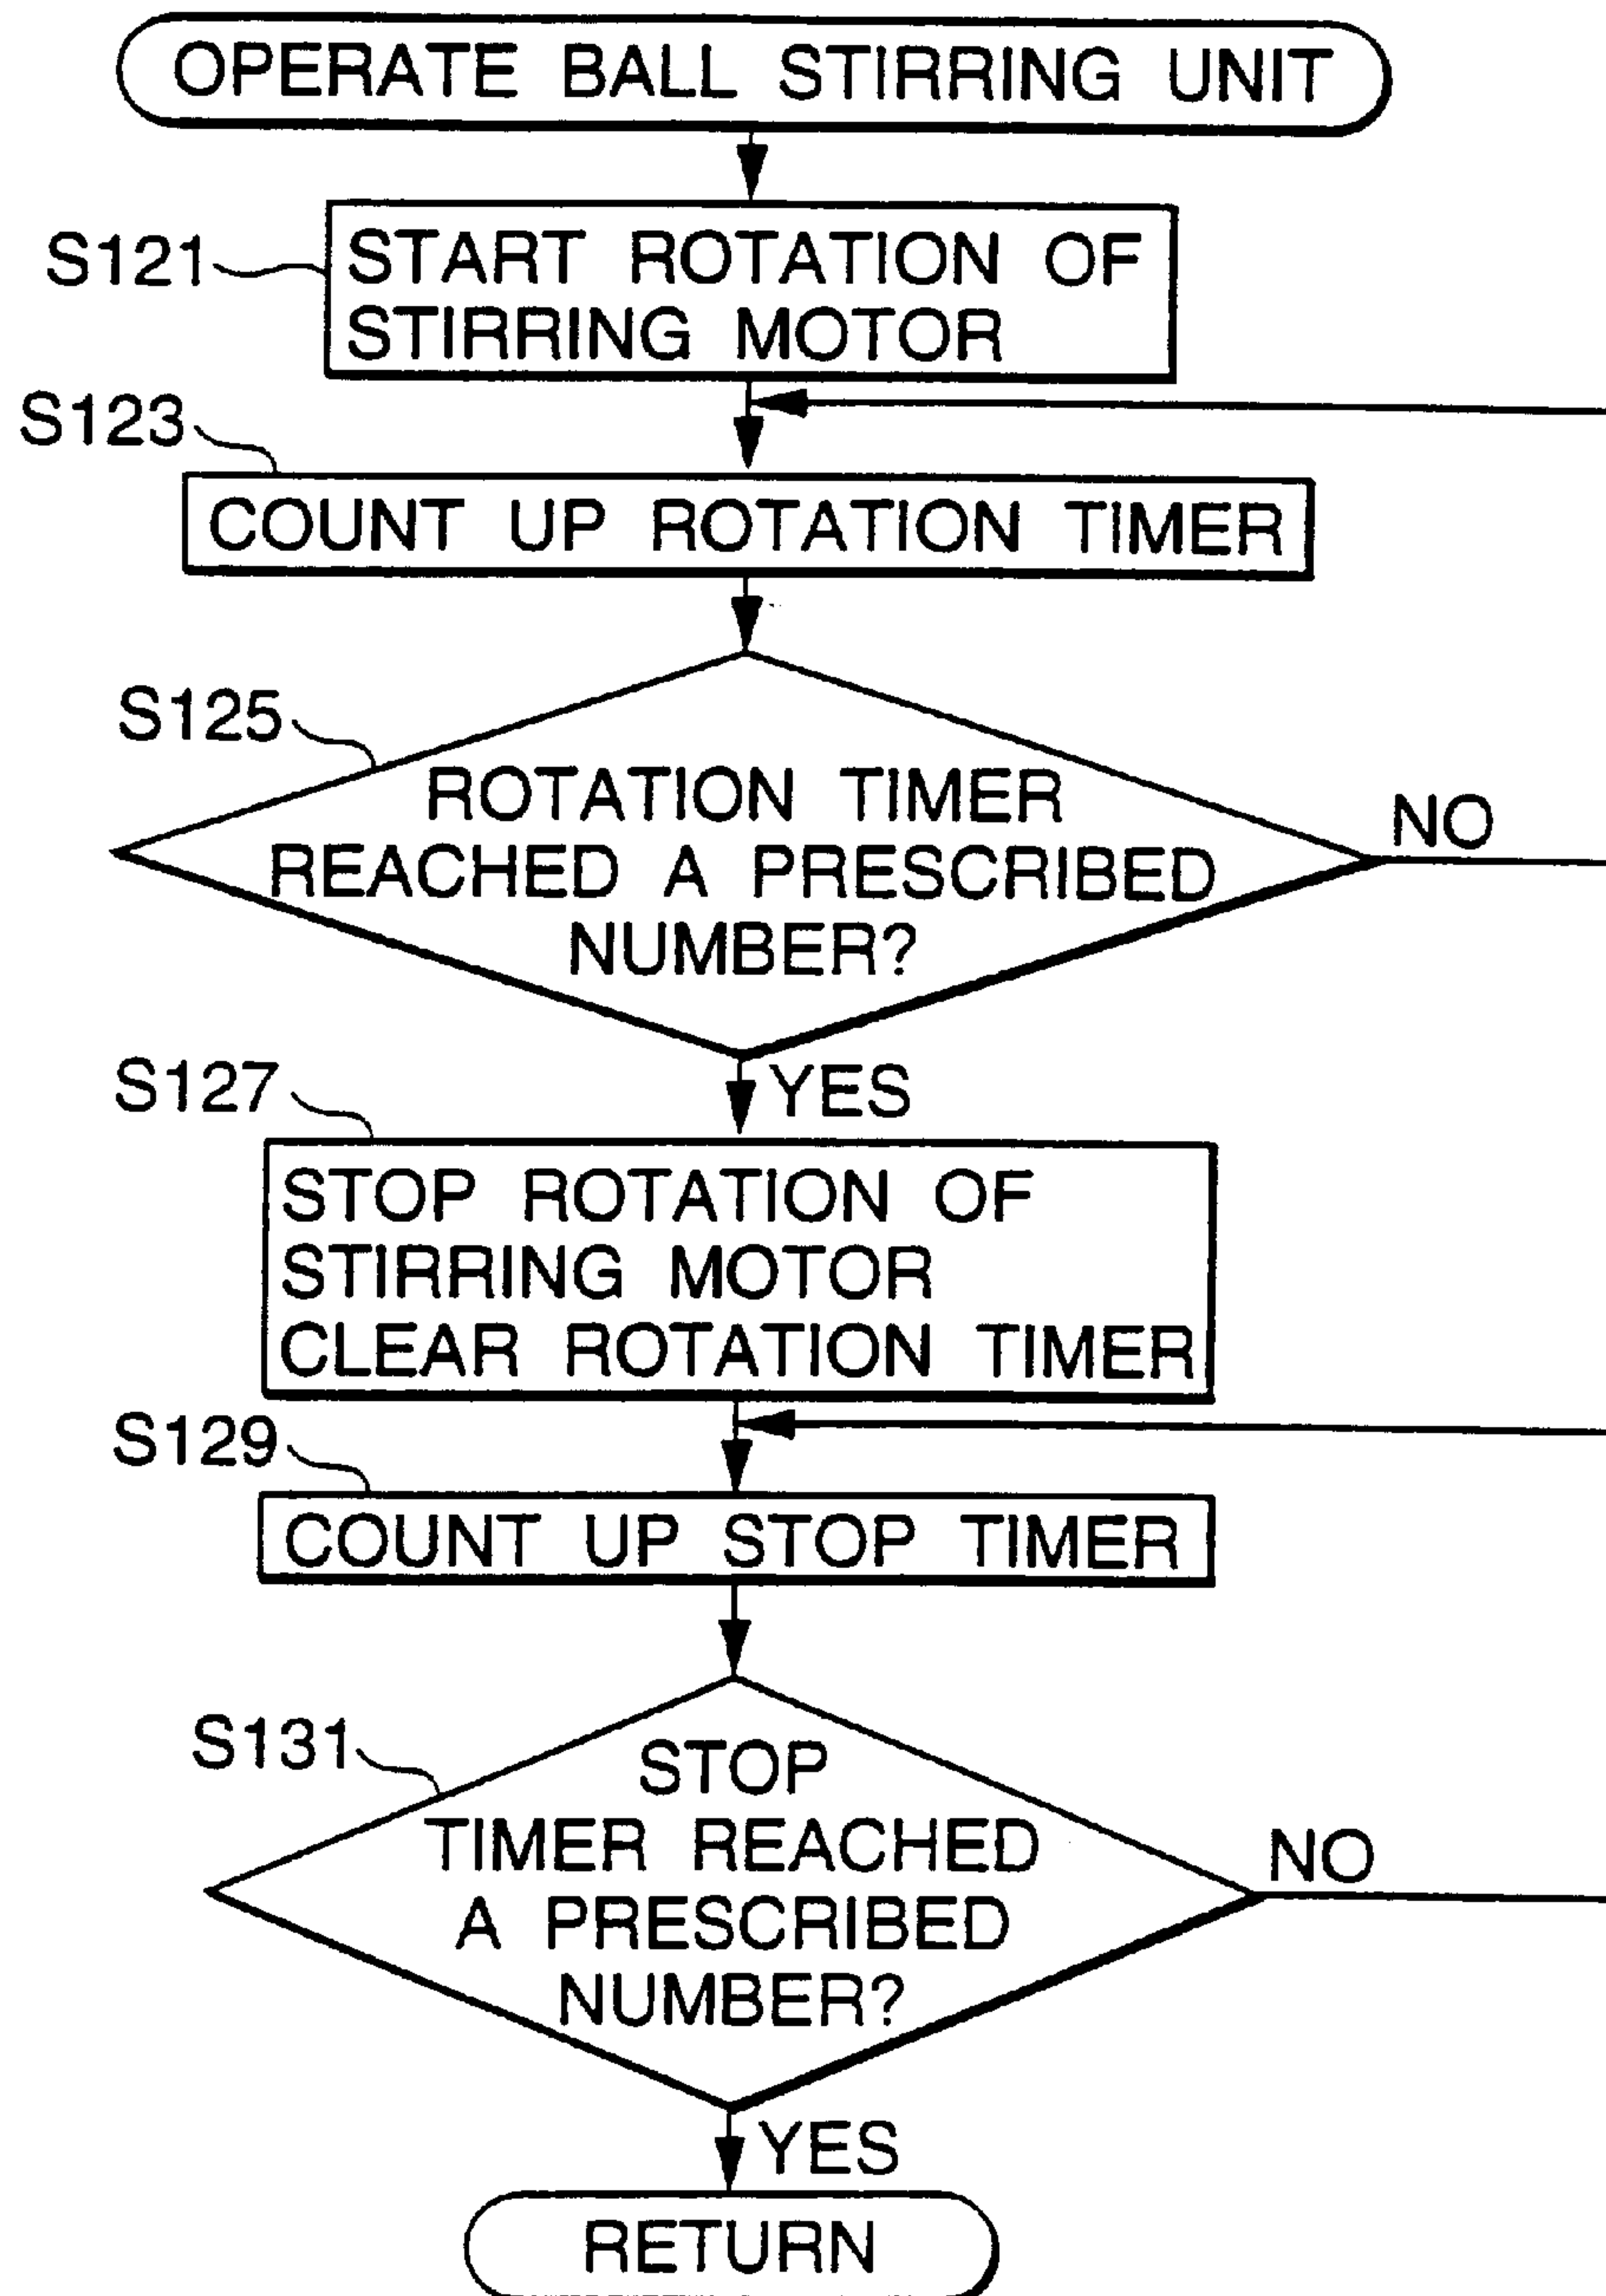 OPERATE BALL STIRRING UNIT
S121
START ROTATION OF
STIRRING MOTOR
S123
COUNT UP ROTATION TIMER
S125
ROTATION TIMER
REACHED A PRESCRIBED
NUMBER?
NO
YES
S127
STOP ROTATION OF
STIRRING MOTOR
CLEAR ROTATION TIMER
S129
COUNT UP STOP TIMER
S131
STOP
TIMER REACHED
A PRESCRIBED
NUMBER?
NO
YES
RETURN